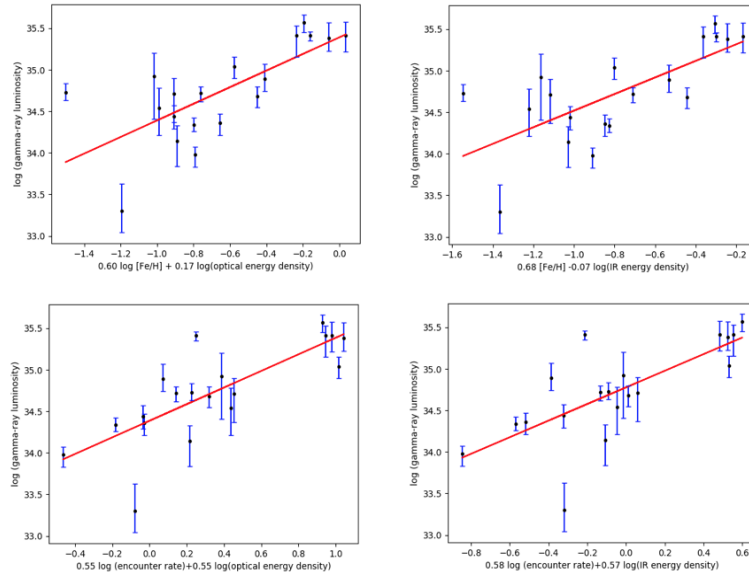 log (gamma-ray luminosity)
35.5
35.0
34.5
34.0
33.5
33.0
−1.4 −1.2 −1.0 −0.8 −0.6 −0.4 −0.2 0.0
0.60 log [Fe/H] + 0.17 log(optical energy density)
log (gamma-ray luminosity)
35.5
35.0
34.5
34.0
33.5
33.0
−1.6 −1.4 −1.2 −1.0 −0.8 −0.6 −0.4 −0.2
0.68 [Fe/H] -0.07 log(IR energy density)
log (gamma-ray luminosity)
35.5
35.0
34.5
34.0
33.5
33.0
−0.4 −0.2 0.0 0.2 0.4 0.6 0.8 1.0
0.55 log (encounter rate)+0.55 log(optical energy density)
log (gamma-ray luminosity)
35.5
35.0
34.5
34.0
33.5
33.0
−0.8 −0.6 −0.4 −0.2 0.0 0.2 0.4 0.6
0.58 log (encounter rate)+0.57 log(IR energy density)